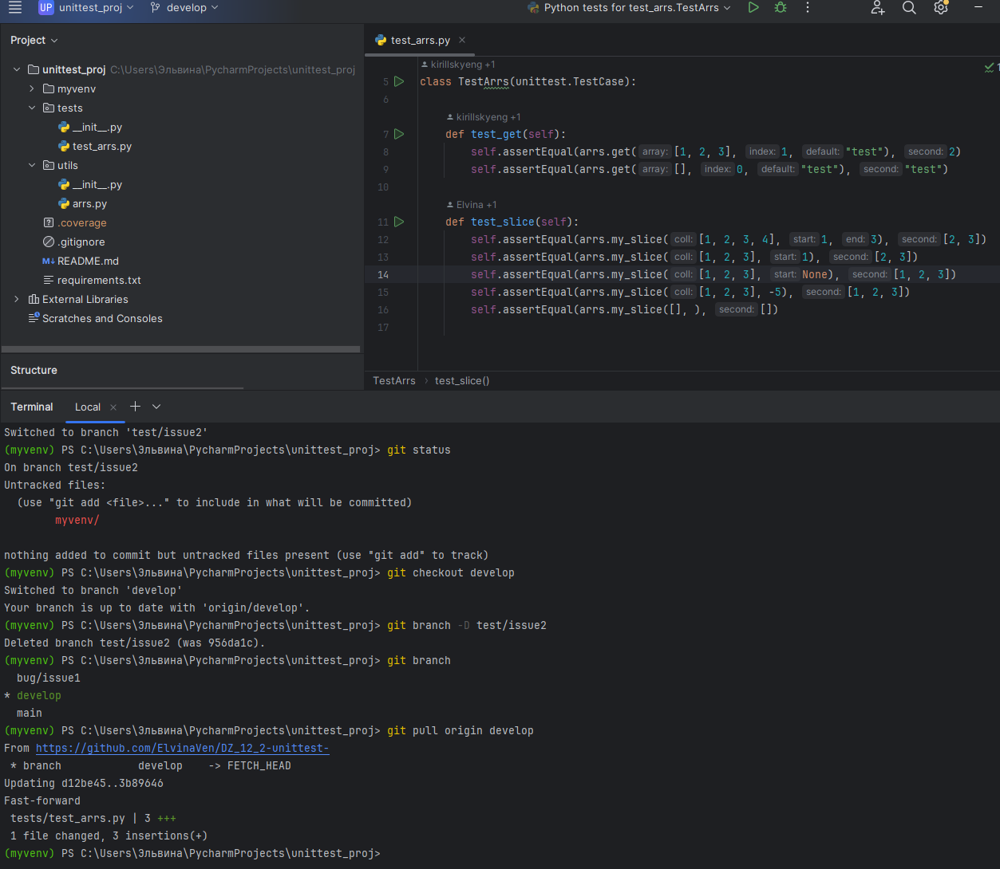 UP unittest_proj develop Python tests for test_arrs.TestArrs
Project
test_arrs.py
unittest_proj C:\Users\Эльвина\PycharmProjects\unittest_proj
myvenv
tests
__init__.py
test_arrs.py
utils
__init__.py
arrs.py
.coverage
.gitignore
M↓ README.md
requirements.txt
External Libraries
Scratches and Consoles
Structure
kirillskyeng +1
5 class TestArrs(unittest.TestCase):
6
kirillskyeng +1
7 def test_get(self):
8 self.assertEqual(arrs.get( array: [1, 2, 3], index: 1, default: "test"), second: 2)
9 self.assertEqual(arrs.get( array: [], index: 0, default: "test"), second: "test")
10
Elvina +1
11 def test_slice(self):
12 self.assertEqual(arrs.my_slice( coll: [1, 2, 3, 4], start: 1, end: 3), second: [2, 3])
13 self.assertEqual(arrs.my_slice( coll: [1, 2, 3], start: 1), second: [2, 3])
14 self.assertEqual(arrs.my_slice( coll: [1, 2, 3], start: None), second: [1, 2, 3])
15 self.assertEqual(arrs.my_slice( coll: [1, 2, 3], -5), second: [1, 2, 3])
16 self.assertEqual(arrs.my_slice([], ), second: [])
17
1
TestArrs › test_slice()
Terminal Local
Switched to branch 'test/issue2'
(myvenv) PS C:\Users\Эльвина\PycharmProjects\unittest_proj> git status
On branch test/issue2
Untracked files:
(use "git add <file>..." to include in what will be committed)
myvenv/
nothing added to commit but untracked files present (use "git add" to track)
(myvenv) PS C:\Users\Эльвина\PycharmProjects\unittest_proj> git checkout develop
Switched to branch 'develop'
Your branch is up to date with 'origin/develop'.
(myvenv) PS C:\Users\Эльвина\PycharmProjects\unittest_proj> git branch -D test/issue2
Deleted branch test/issue2 (was 956da1c).
(myvenv) PS C:\Users\Эльвина\PycharmProjects\unittest_proj> git branch
bug/issue1
* develop
main
(myvenv) PS C:\Users\Эльвина\PycharmProjects\unittest_proj> git pull origin develop
From https://github.com/ElvinaVen/DZ_12_2-unittest-
* branch develop -> FETCH_HEAD
Updating d12be45..3b89646
Fast-forward
tests/test_arrs.py | 3 +++
1 file changed, 3 insertions(+)
(myvenv) PS C:\Users\Эльвина\PycharmProjects\unittest_proj>